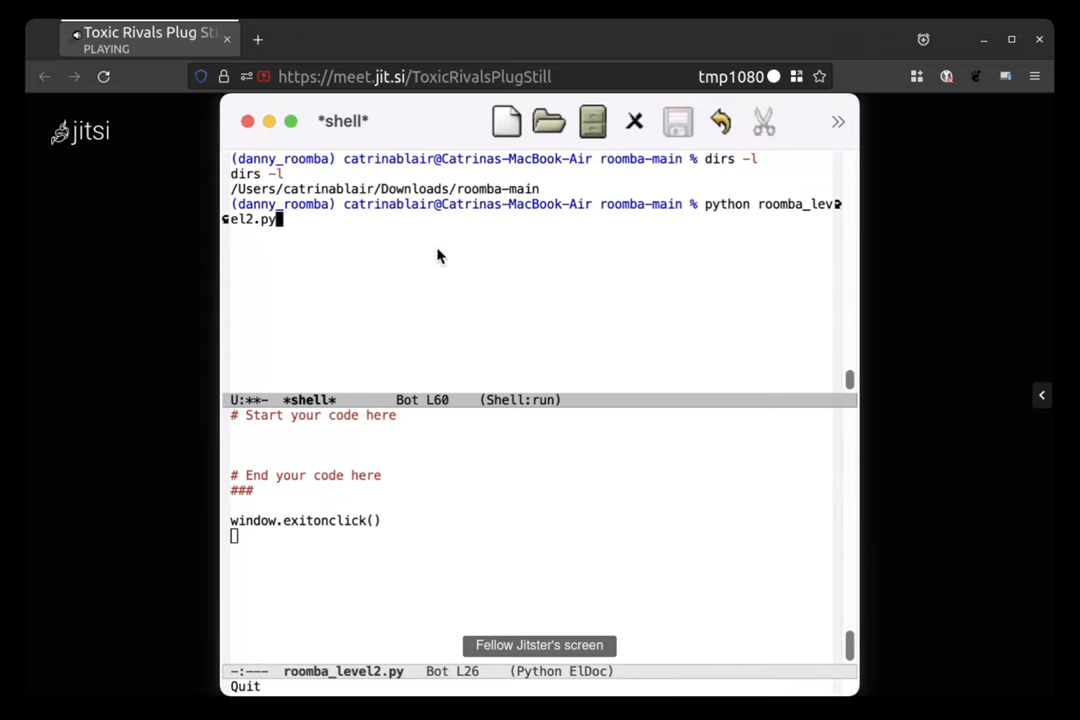 Toxic Rivals Plug Sti
PLAYING
https://meet.jit.si/ToxicRivalsPlugStill
tmp1080
jitsi
*shell*
(danny_roomba) catrinablair@Catrinas-MacBook-Air roomba-main % dirs -l
dirs -l
/Users/catrinablair/Downloads/roomba-main
(danny_roomba) catrinablair@Catrinas-MacBook-Air roomba-main % python roomba_lev
el2.py
U:**- *shell* Bot L60 (Shell:run)
# Start your code here
# End your code here
###
window.exitonclick()
Fellow Jitster's screen
-:--- roomba_level2.py Bot L26 (Python ElDoc)
Quit